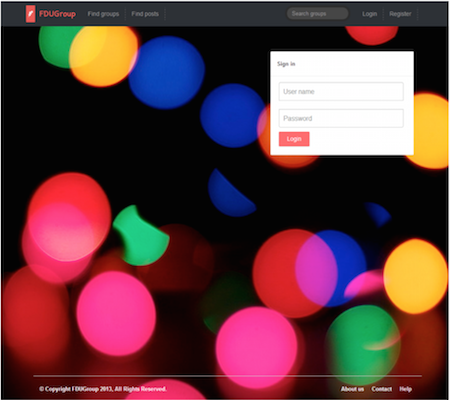 FDUGroup Find groups Find posts Search groups Login Register
Sign in
User name
Password
Login
© Copyright FDUGroup 2013, All Rights Reserved. About us Contact Help